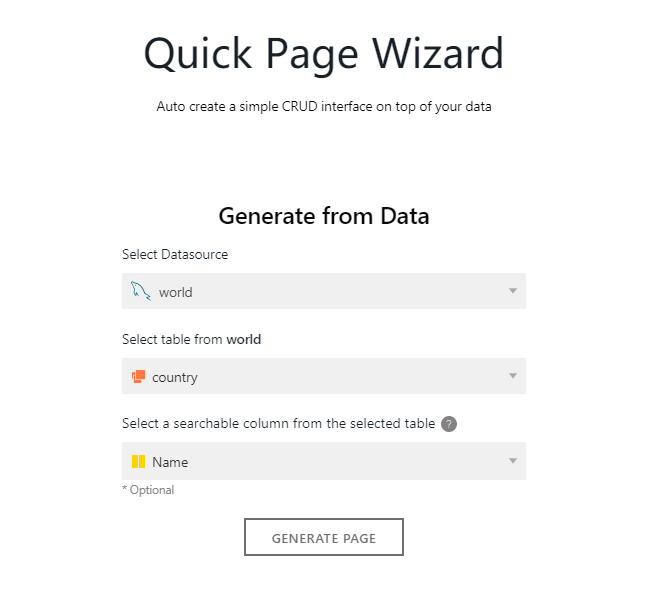 Quick Page Wizard
Auto create a simple CRUD interface on top of your data
Generate from Data
Select Datasource
world
Select table from world
country
Select a searchable column from the selected table ?
Name
* Optional
GENERATE PAGE